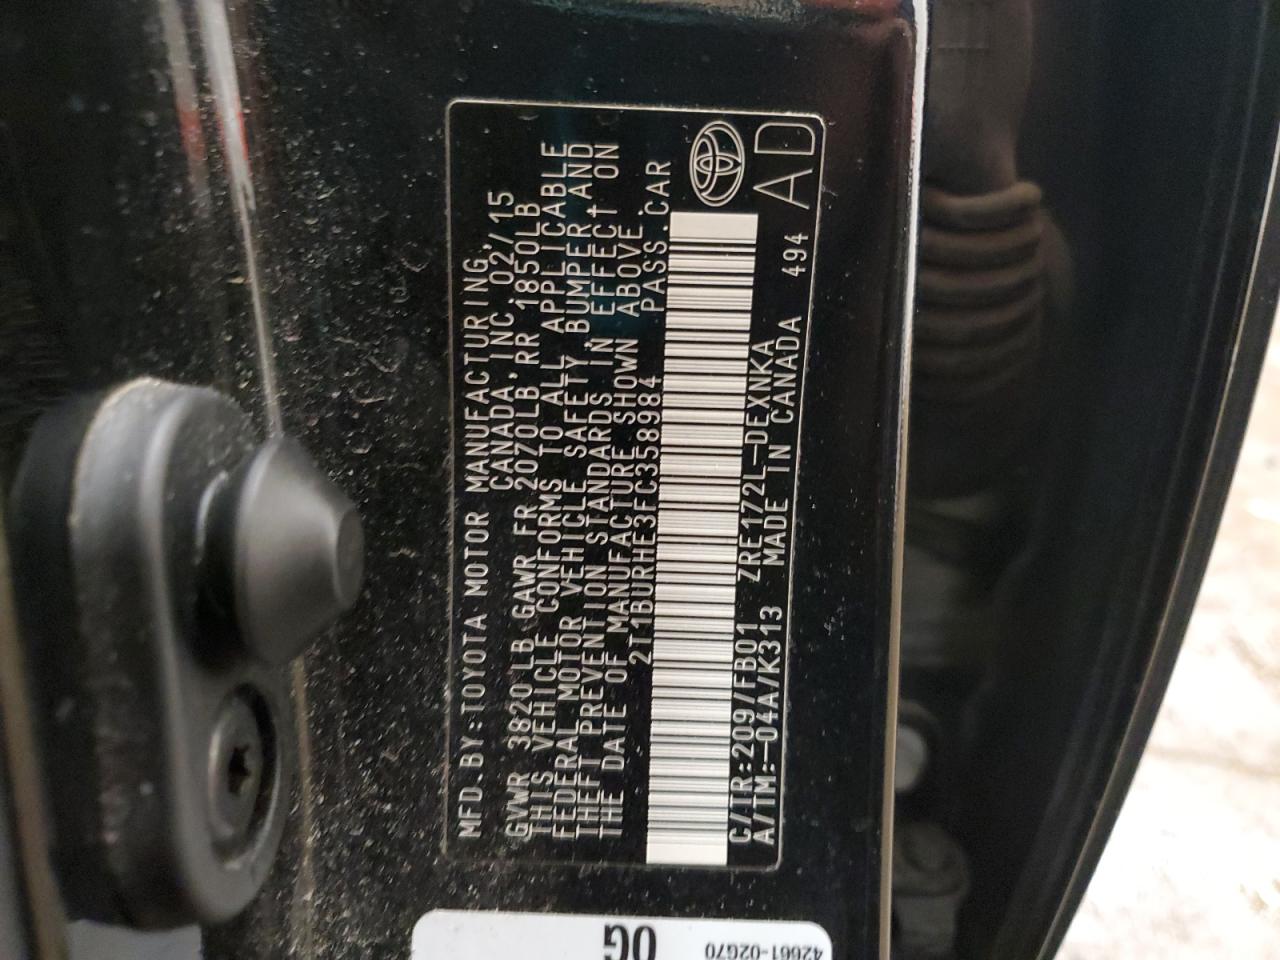 MFD.BY:TOYOTA MOTOR MANUFACTURING,
CANADA,INC.02/15
GVWR 3820LB GAWR FR 2070LB RR 1850LB
THIS VEHICLE CONFORMS TO ALL APPLICABLE
FEDERAL MOTOR VEHICLE SAFETY,BUMPER,AND
THEFT PREVENTION STANDARDS IN EFFECT ON
THE DATE OF MANUFACTURE SHOWN ABOVE.
2T1BURHE3FC358984 PASS.CAR
C/TR:209/FB01 ZRE172L-DEXNKA
A/TM:-04A/K313 MADE IN CANADA 494
AD
0G
42661-02G70